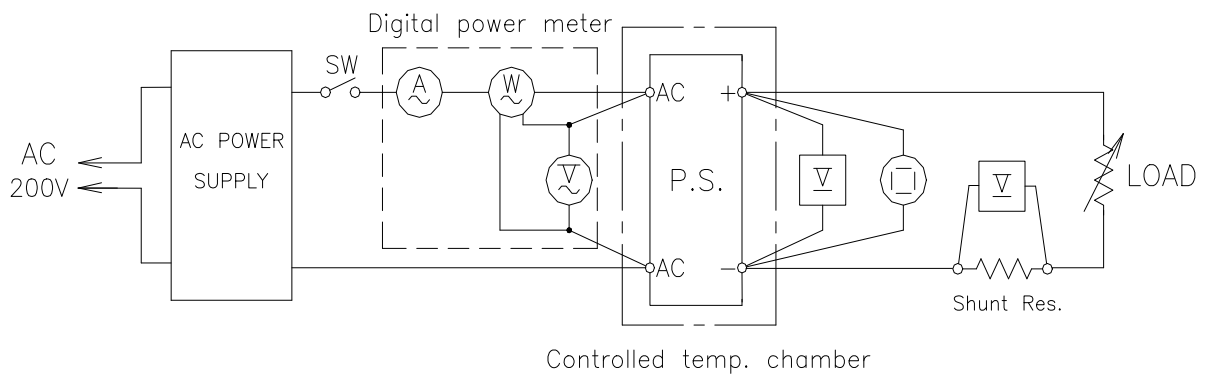 Digital power meter
SW
A
W
AC
+
AC POWER
SUPPLY
AC
200V
V
P.S.
V
V
LOAD
AC
−
Shunt Res.
Controlled temp. chamber